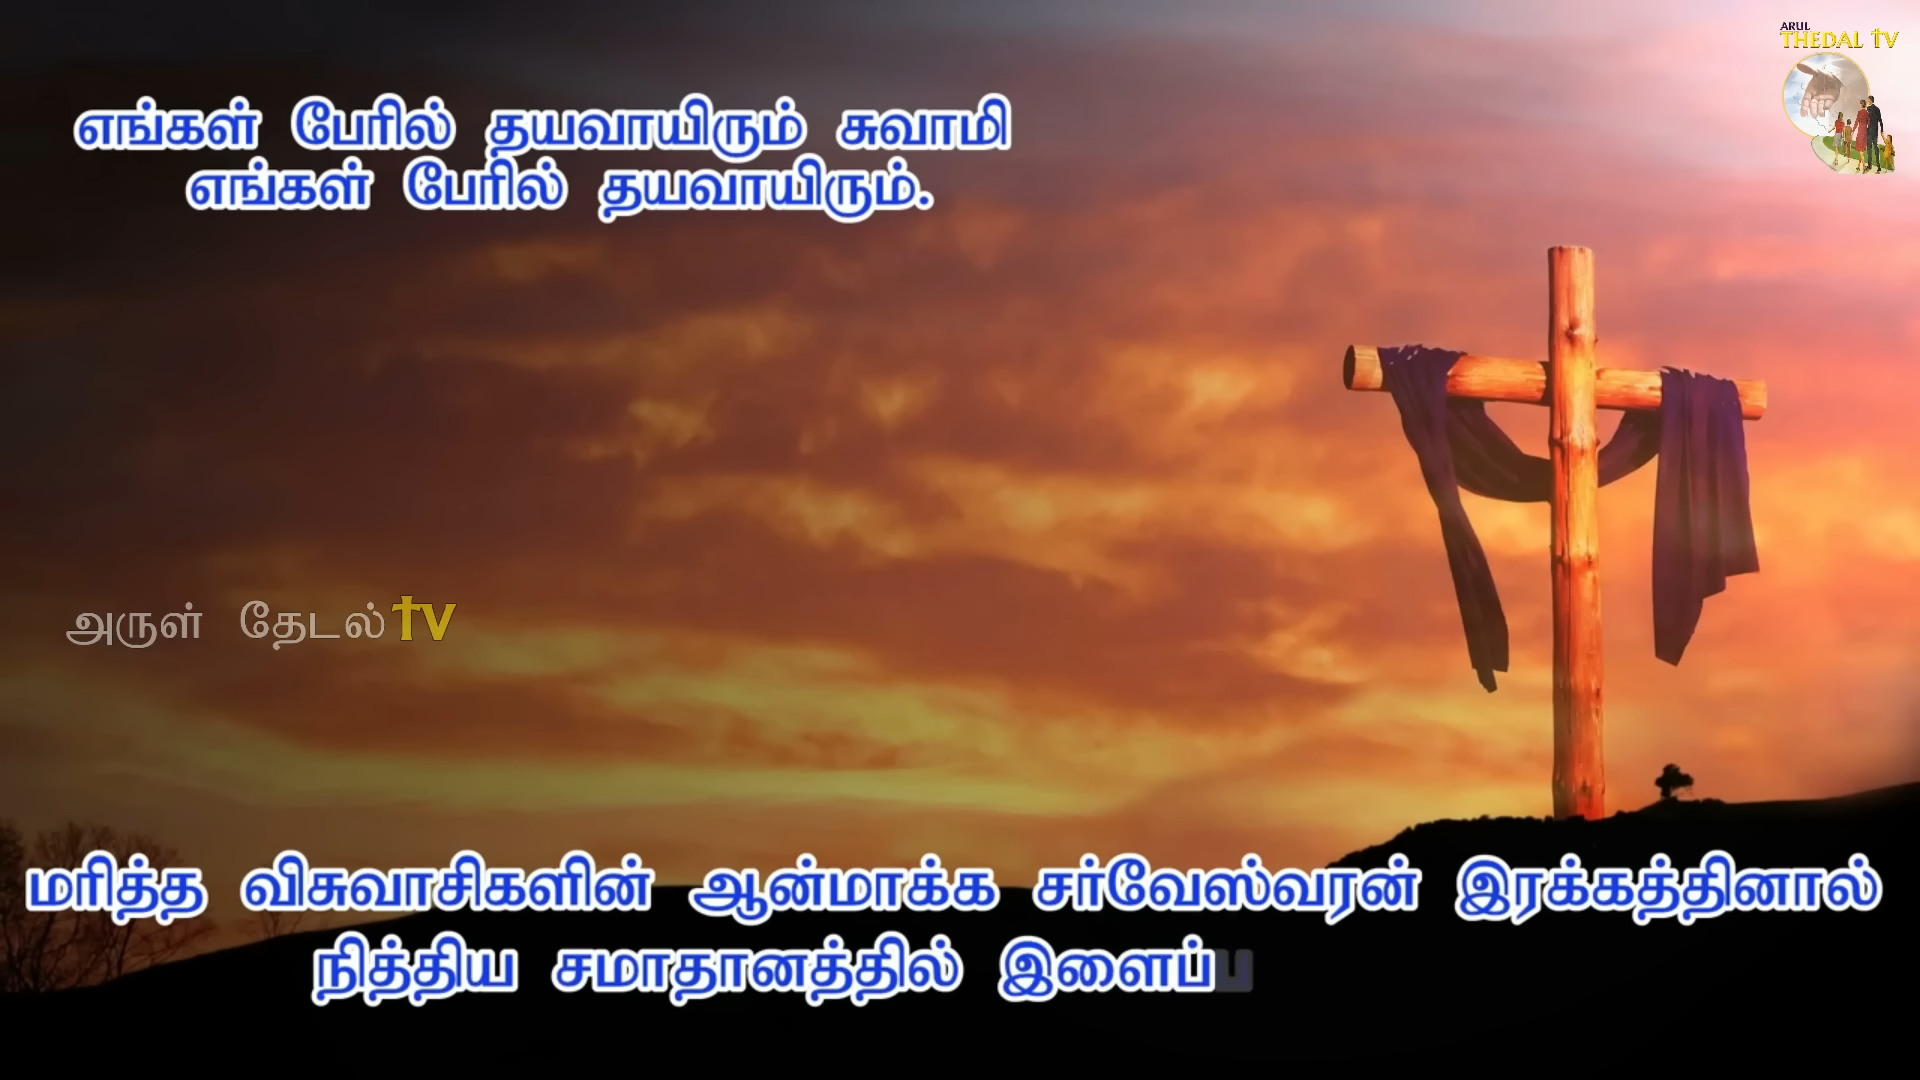 ARUL
THEDAL TV
எங்கள் பேரில் தயவாயிரும் சுவாமி
எங்கள் பேரில் தயவாயிரும்.
அருள் தேடல் TV
மரித்த விசுவாசிகளின் ஆன்மாக்க சர்வேஸ்வரன் இரக்கத்தினால்
நித்திய சமாதானத்தில் இளைப்ப